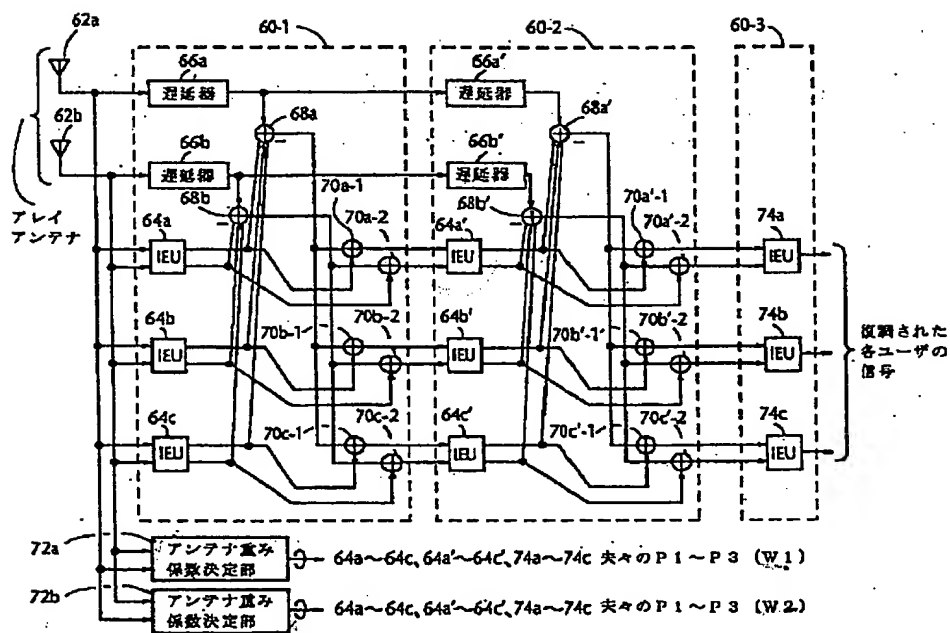 62a
60-1
60-2
60-3
66a
66a'
遅延器
遅延器
62b
68a
68a'
66b
66b'
遅延器
遅延器
アレイ
アンテナ
68b
70a-1
70a-2
68b'
70a'-1
70a'-2
64a
64a'
74a
IEU
IEU
IEU
64b
70b-1
70b-2
64b'
70b'-1
70b'-2
74b
IEU
IEU
IEU
復調された
各ユーザの
信号
64c
70c-1
70c-2
64c'
70c'-1
70c'-2
74c
IEU
IEU
IEU
72a
アンテナ重み
係数決定部
64a~64c、64a'~64c'、74a~74c 夫々のP1~P3 (W1)
72b
アンテナ重み
係数決定部
64a~64c、64a'~64c'、74a~74c 夫々のP1~P3 (W2)